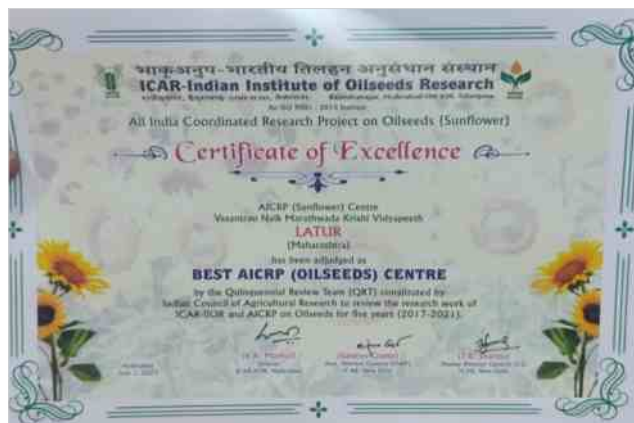 भाकृअनुप-भारतीय तिलहन अनुसंधान संस्थान
ICAR-Indian Institute of Oilseeds Research
All India Coordinated Research Project on Oilseeds (Sunflower)
Certificate of Excellence
AICRP (Sunflower) Centre
Vasantrao Naik Marathwada Krishi Vidyapeeth
LATUR
(Maharashtra)
has been adjudged as
BEST AICRP (OILSEEDS) CENTRE
by the Quinquennial Review Team (QRT) constituted by
Indian Council of Agricultural Research to review the research work of
ICAR-IIOR and AICRP on Oilseeds for five years (2017-2021).